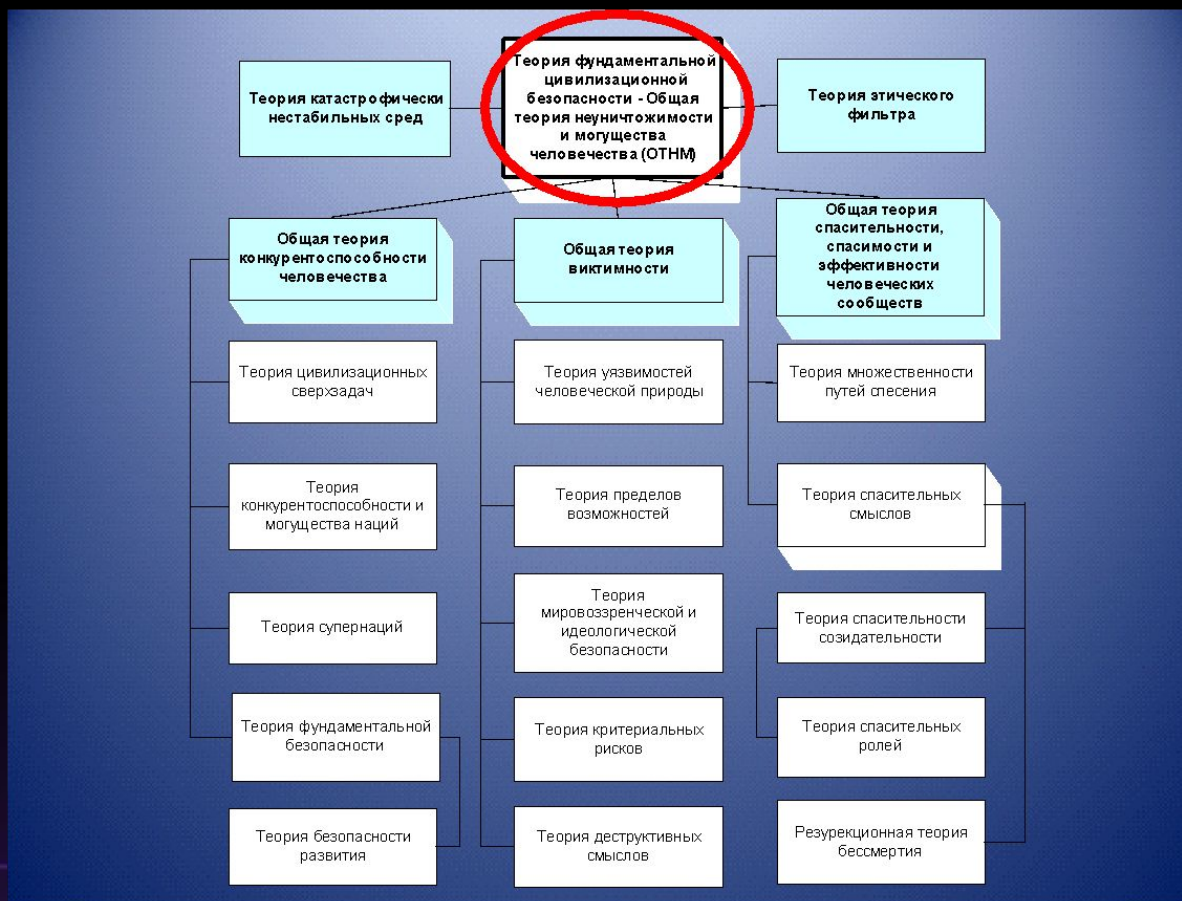 Теория катастрофически
нестабильных сред
Теория фундаментальной
цивилизационной
безопасности - Общая
теория неуничтожимости
и могущества
человечества (ОТНМ)
Теория этического
фильтра
Общая теория
конкурентоспособности
человечества
Общая теория
виктимности
Общая теория
спасительности,
спасимости и
эффективности
человеческих
сообществ
Теория цивилизационных
сверхзадач
Теория уязвимостей
человеческой природы
Теория множественности
путей спесения
Теория
конкурентоспособности и
могущества наций
Теория пределов
возможностей
Теория спасительных
смыслов
Теория супернаций
Теория
мировоззренческой и
идеологической
безопасности
Теория спасительности
созидательности
Теория фундаментальной
безопасности
Теория критериальных
рисков
Теория спасительных
ролей
Теория безопасности
развития
Теория деструктивных
смыслов
Резурекционная теория
бессмертия